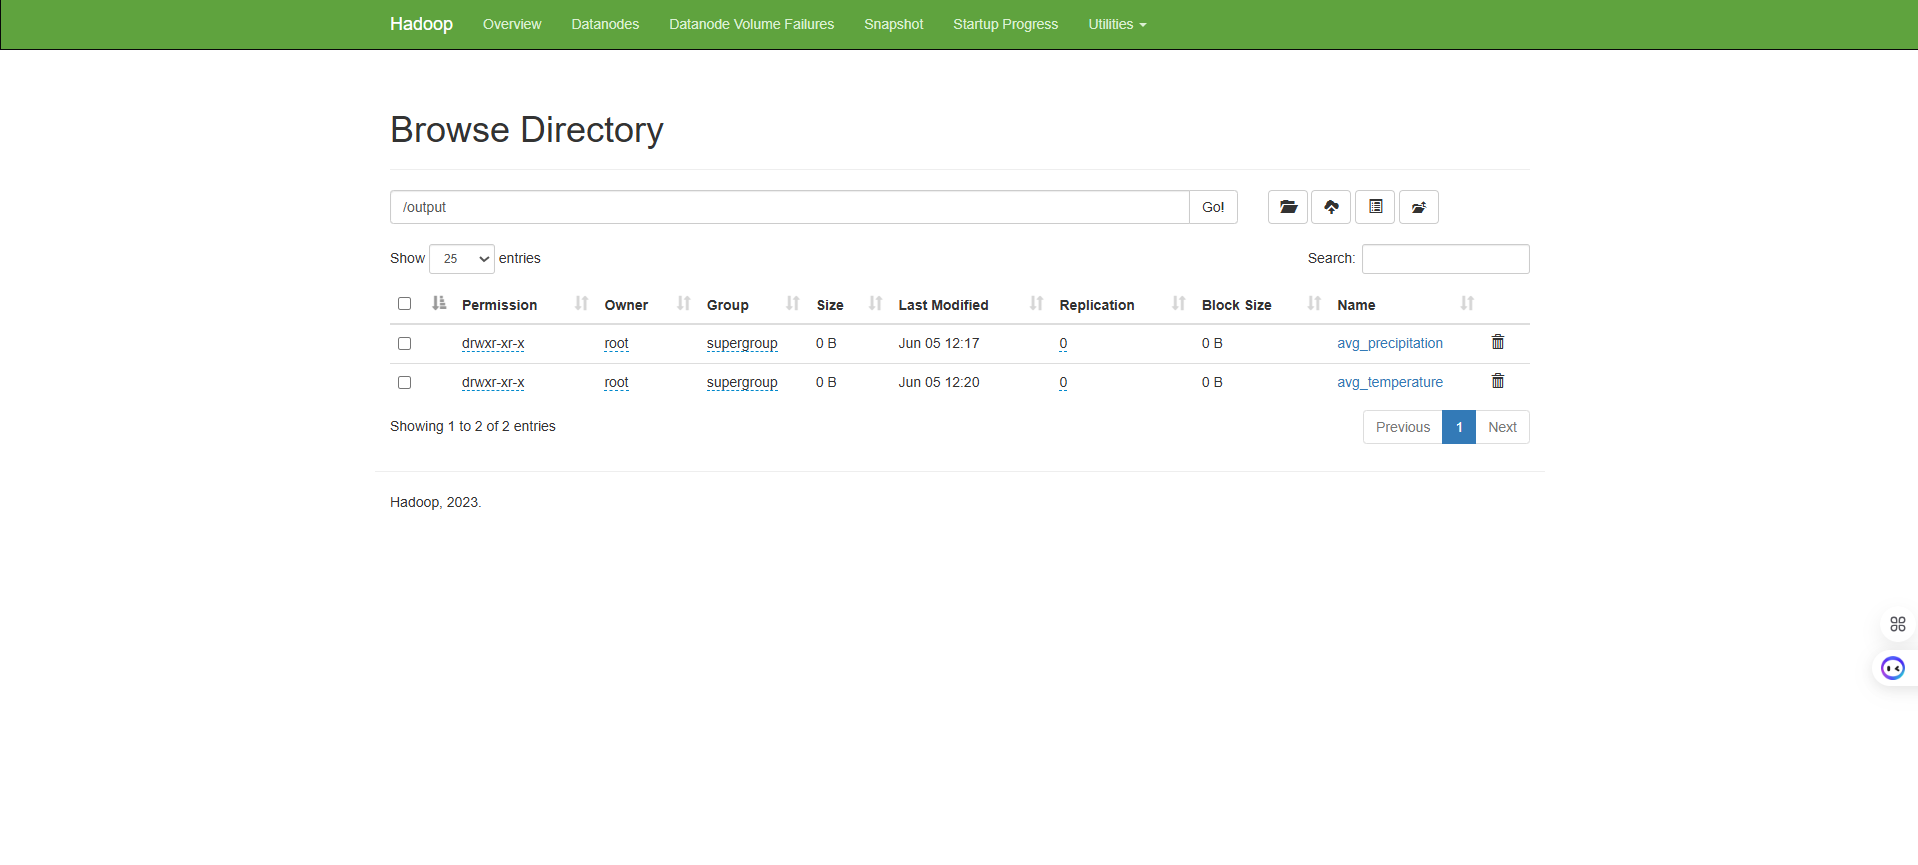 Hadoop Overview Datanodes Datanode Volume Failures Snapshot Startup Progress Utilities
Browse Directory
/output Go!
Show 25 entries Search:
Permission Owner Group Size Last Modified Replication Block Size Name
drwxr-xr-x root supergroup 0 B Jun 05 12:17 0 0 B avg_precipitation
drwxr-xr-x root supergroup 0 B Jun 05 12:20 0 0 B avg_temperature
Showing 1 to 2 of 2 entries Previous 1 Next
Hadoop, 2023.